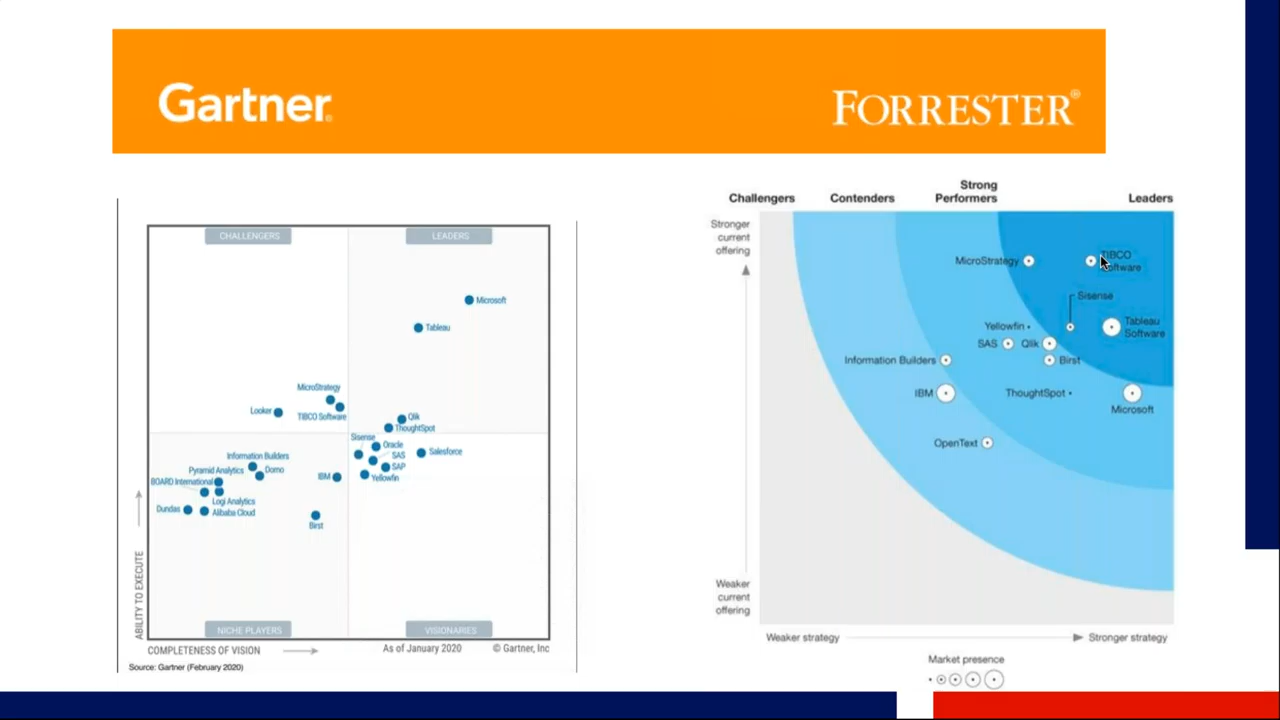 Gartner.
FORRESTER®
CHALLENGERS
LEADERS
Microsoft
Tableau
MicroStrategy
Looker
TIBCO Software
Qlik
ThoughtSpot
Sisense
Oracle
Salesforce
SAS
SAP
Yellowfin
Information Builders
Pyramid Analytics
Domo
IBM
BOARD International
Logi Analytics
Dundas
Alibaba Cloud
Birst
NICHE PLAYERS
VISIONARIES
ABILITY TO EXECUTE
COMPLETENESS OF VISION
As of January 2020
© Gartner, Inc
Source: Gartner (February 2020)
Challengers
Contenders
Strong
Performers
Leaders
Stronger
current
offering
MicroStrategy
TIBCO
Software
Sisense
Yellowfin
Tableau
Software
SAS
Qlik
Information Builders
Birst
IBM
ThoughtSpot
Microsoft
OpenText
Weaker
current
offering
Weaker strategy
Stronger strategy
Market presence